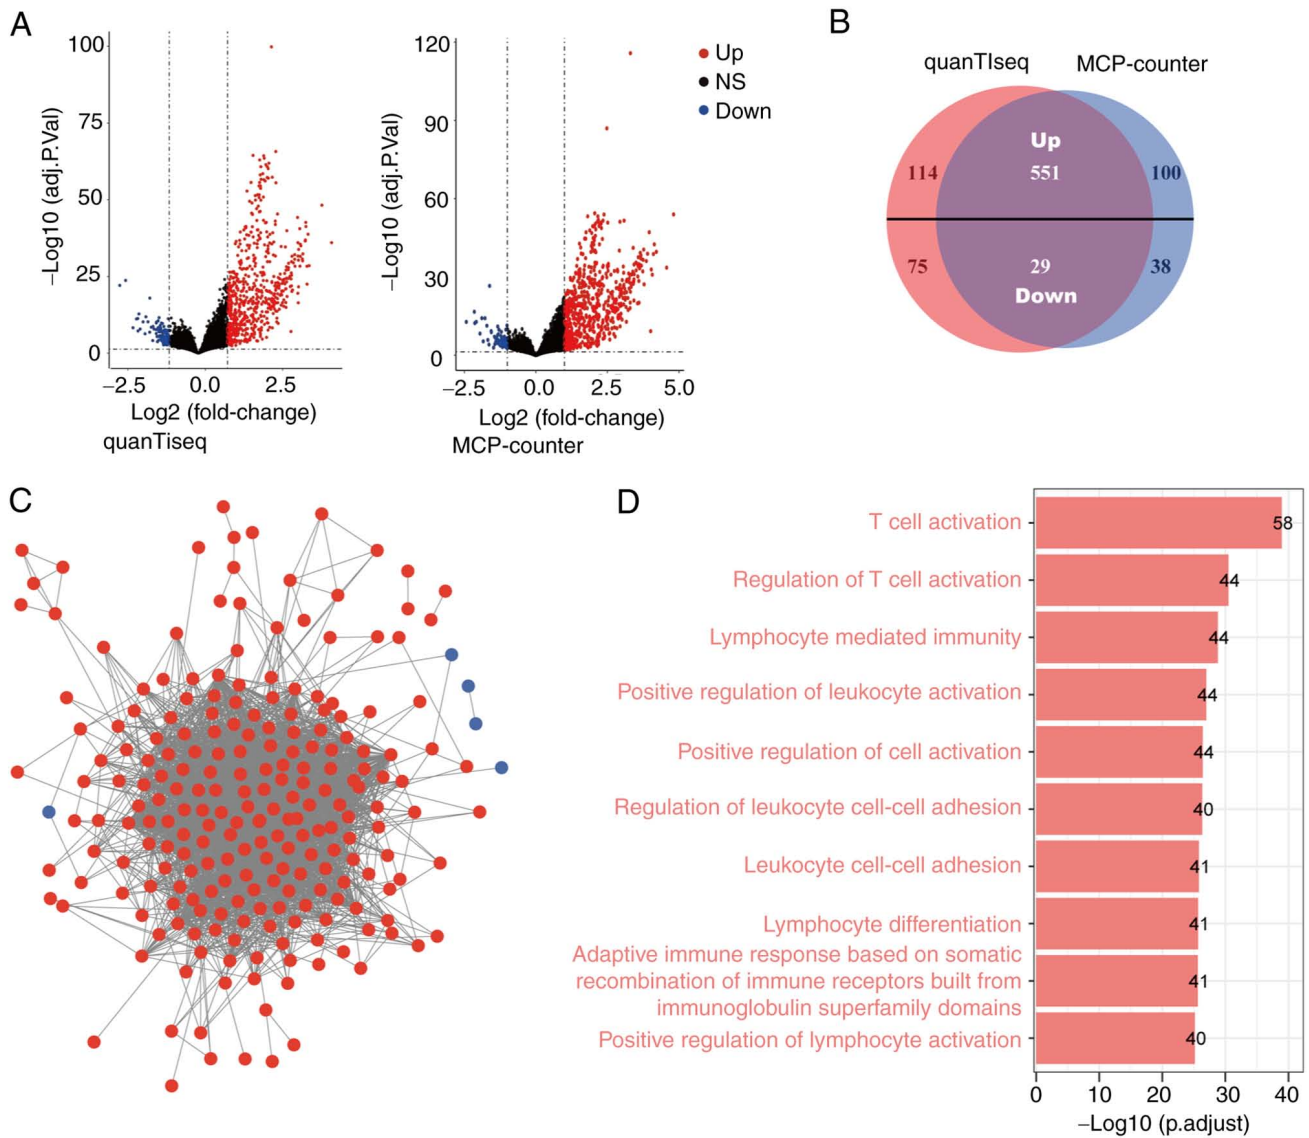 A
100
75
50
25
0
−Log10 (adj.P.Val)
−2.5 0.0 2.5
Log2 (fold-change)
quanTiseq
120
90
60
30
0
−Log10 (adj.P.Val)
−2.5 0.0 2.5 5.0
Log2 (fold-change)
MCP-counter
Up
NS
Down
B
quanTIseq MCP-counter
Up
114 551 100
75 29 38
Down
C
D
T cell activation 58
Regulation of T cell activation 44
Lymphocyte mediated immunity 44
Positive regulation of leukocyte activation 44
Positive regulation of cell activation 44
Regulation of leukocyte cell-cell adhesion 40
Leukocyte cell-cell adhesion 41
Lymphocyte differentiation 41
Adaptive immune response based on somatic
recombination of immune receptors built from 41
immunoglobulin superfamily domains
Positive regulation of lymphocyte activation 40
0 10 20 30 40
−Log10 (p.adjust)